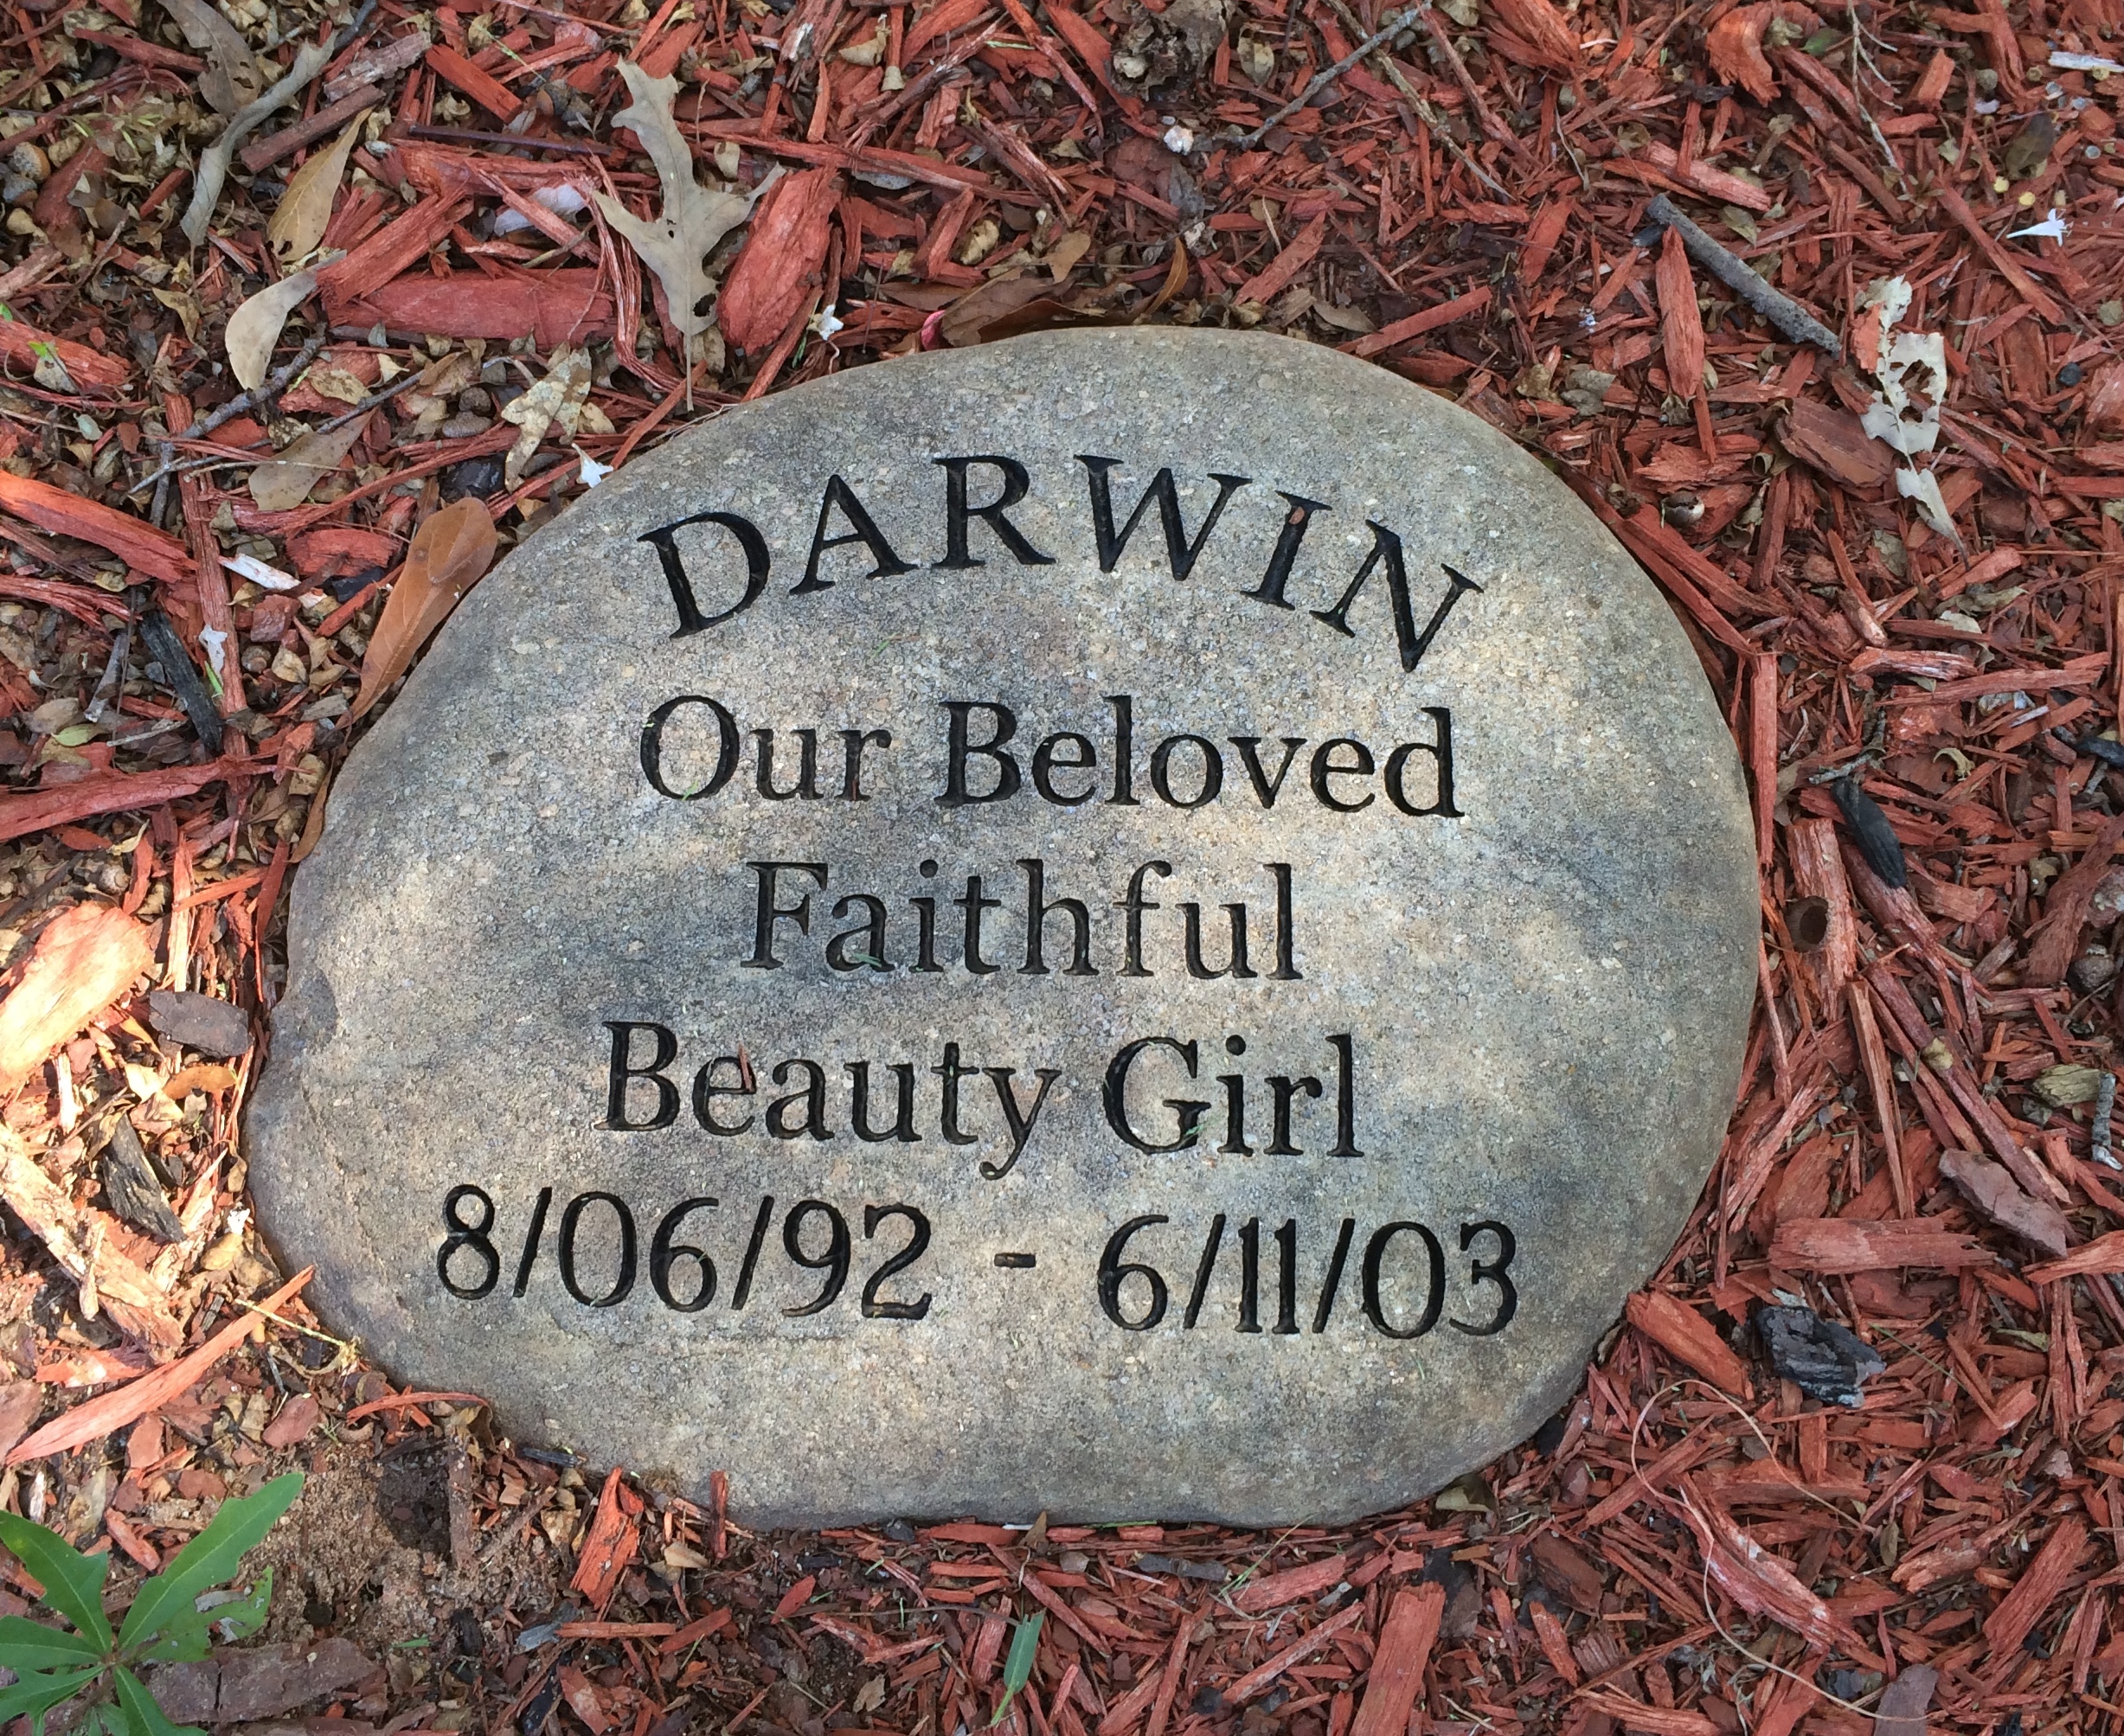 DARWIN
Our Beloved
Faithful
Beauty Girl
8/06/92 - 6/11/03